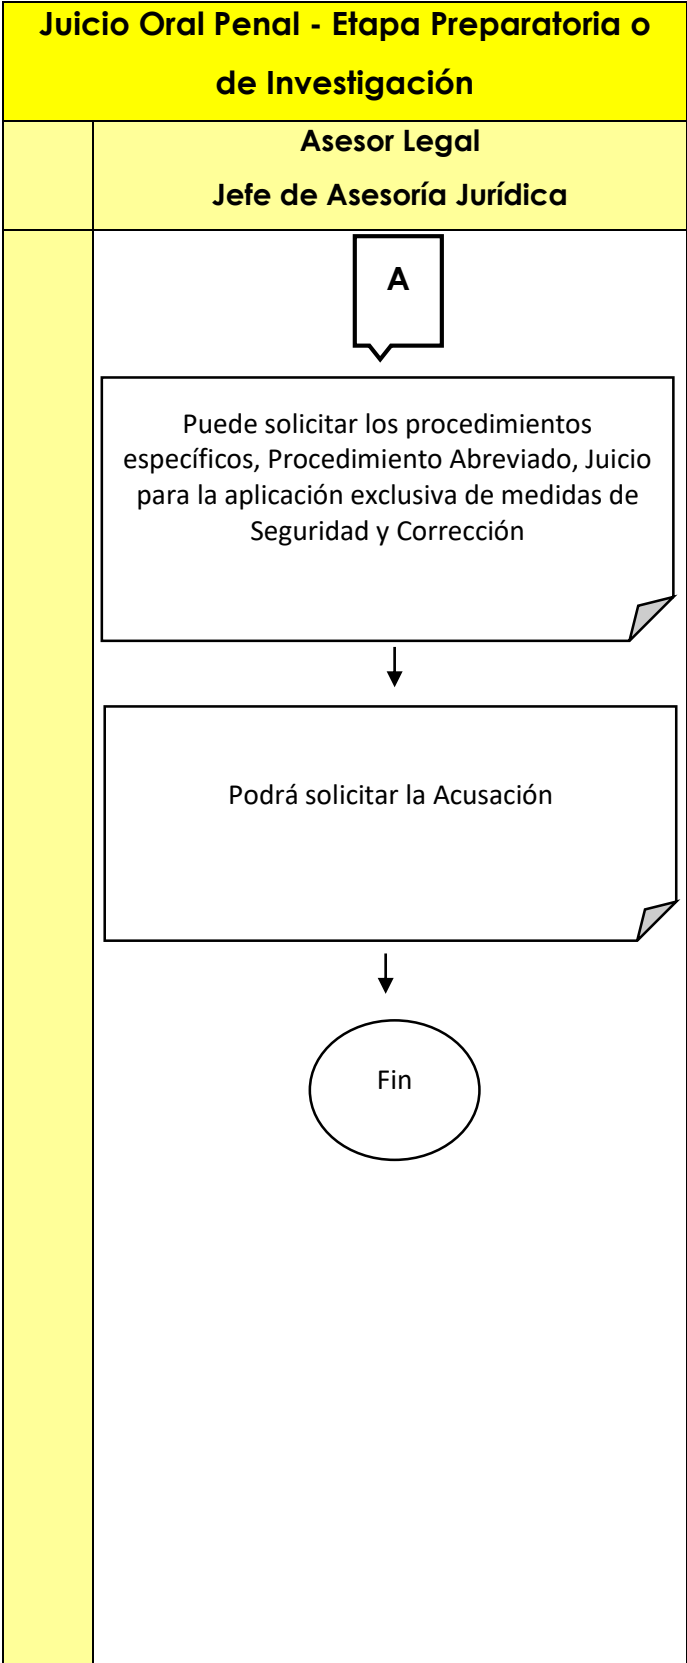 Juicio Oral Penal - Etapa Preparatoria o
de Investigación
Asesor Legal
Jefe de Asesoría Jurídica
A
Puede solicitar los procedimientos
específicos, Procedimiento Abreviado, Juicio
para la aplicación exclusiva de medidas de
Seguridad y Corrección
Podrá solicitar la Acusación
Fin